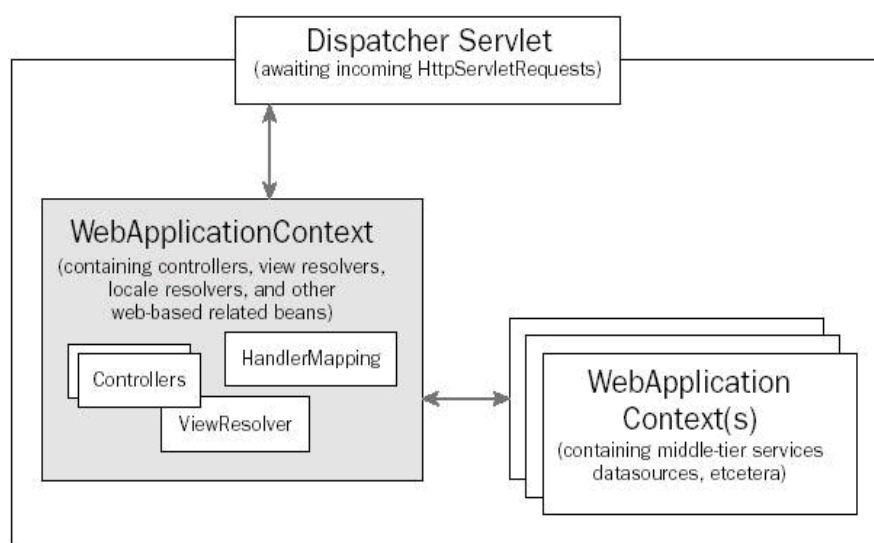 Dispatcher Servlet
(awaiting incoming HttpServletRequests)
WebApplicationContext
(containing controllers, view resolvers,
locale resolvers, and other
web-based related beans)
HandlerMapping
Controllers
ViewResolver
WebApplication
Context(s)
(containing middle-tier services
datasources, etcetera)